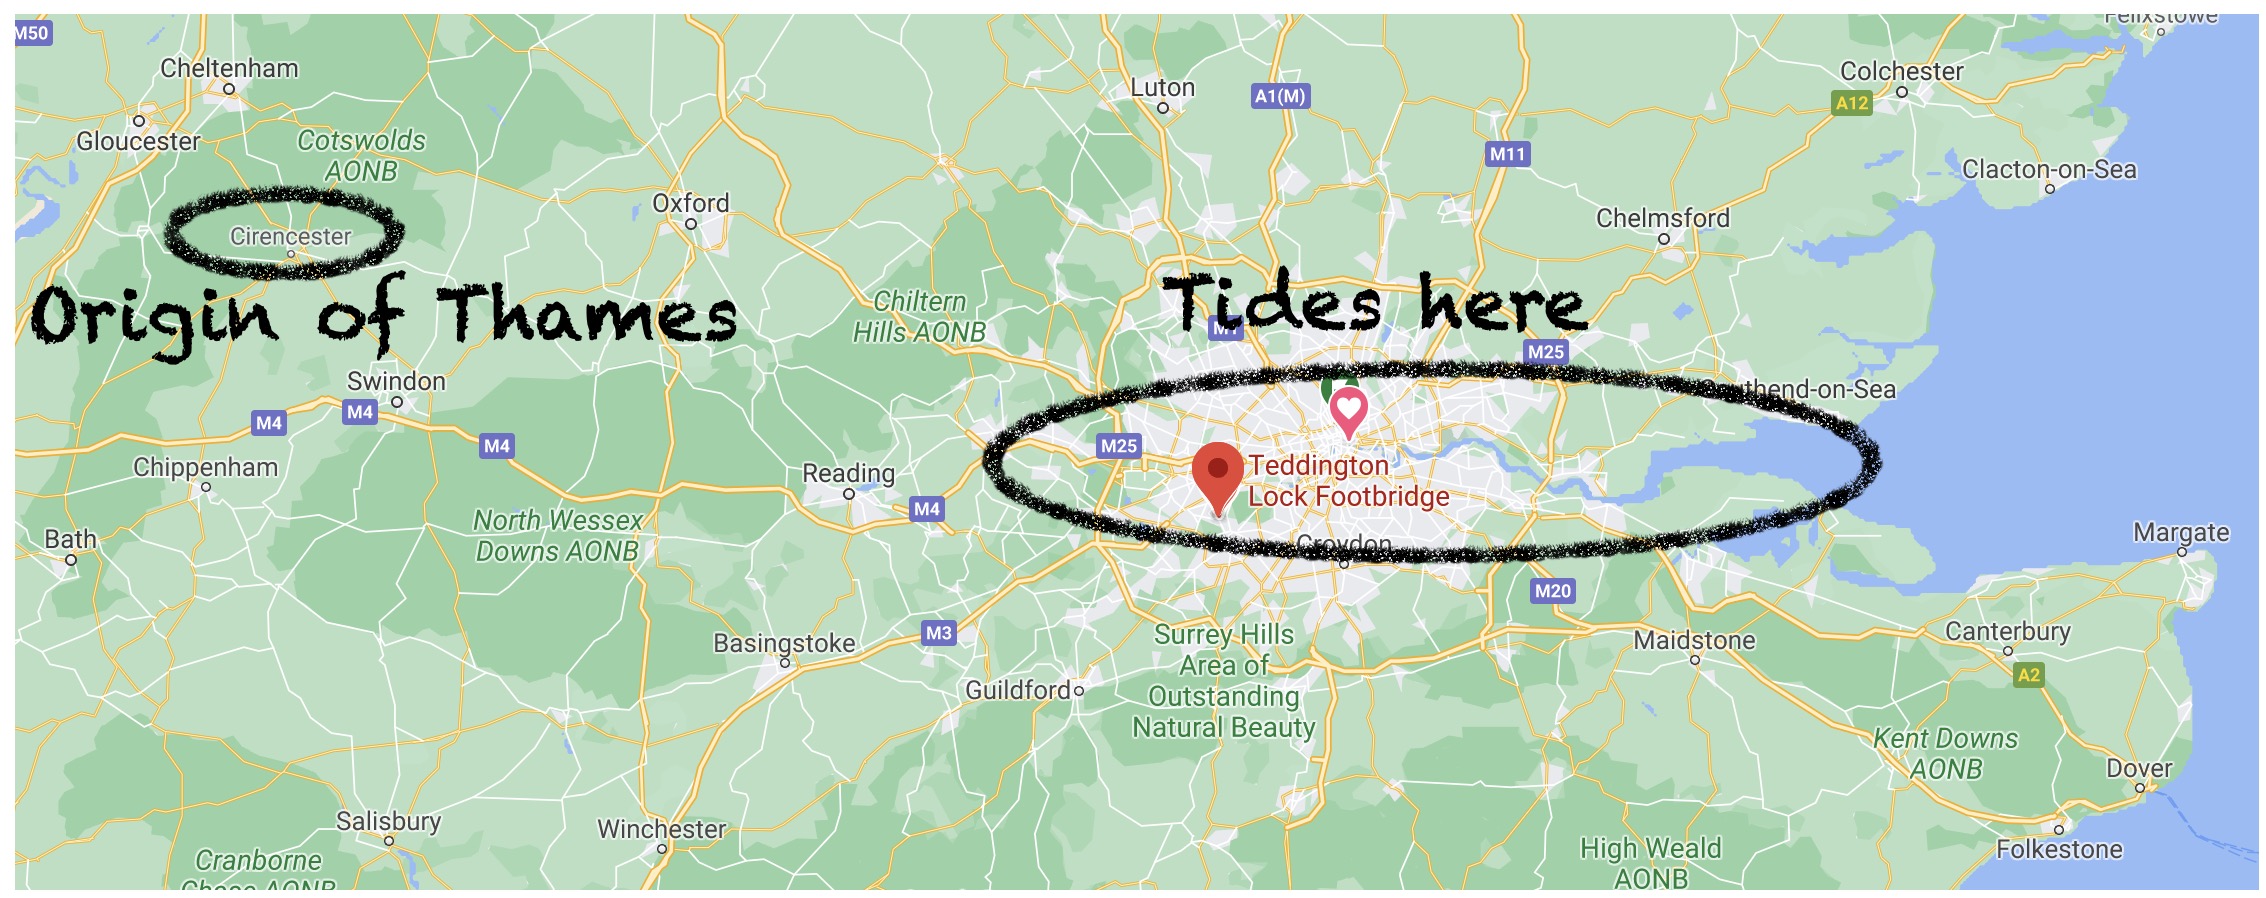 Felixstowe
M50
Cheltenham
Luton
A1(M)
Colchester
A12
Gloucester
Cotswolds
AONB
M11
Clacton-on-Sea
Oxford
Chelmsford
Cirencester
Origin of Thames
Tides here
Chiltern
Hills AONB
M1
M25
Swindon
M4
M4
M4
thend-on-Sea
M25
Chippenham
Reading
Teddington
Lock Footbridge
M4
North Wessex
Downs AONB
Bath
Croydon
Margate
M20
M3
Basingstoke
Surrey Hills
Area of
Outstanding
Natural Beauty
Maidstone
Canterbury
A2
Guildford
Kent Downs
AONB
Dover
Salisbury
Winchester
High Weald
AONB
Folkestone
Cranborne
Chase AONB